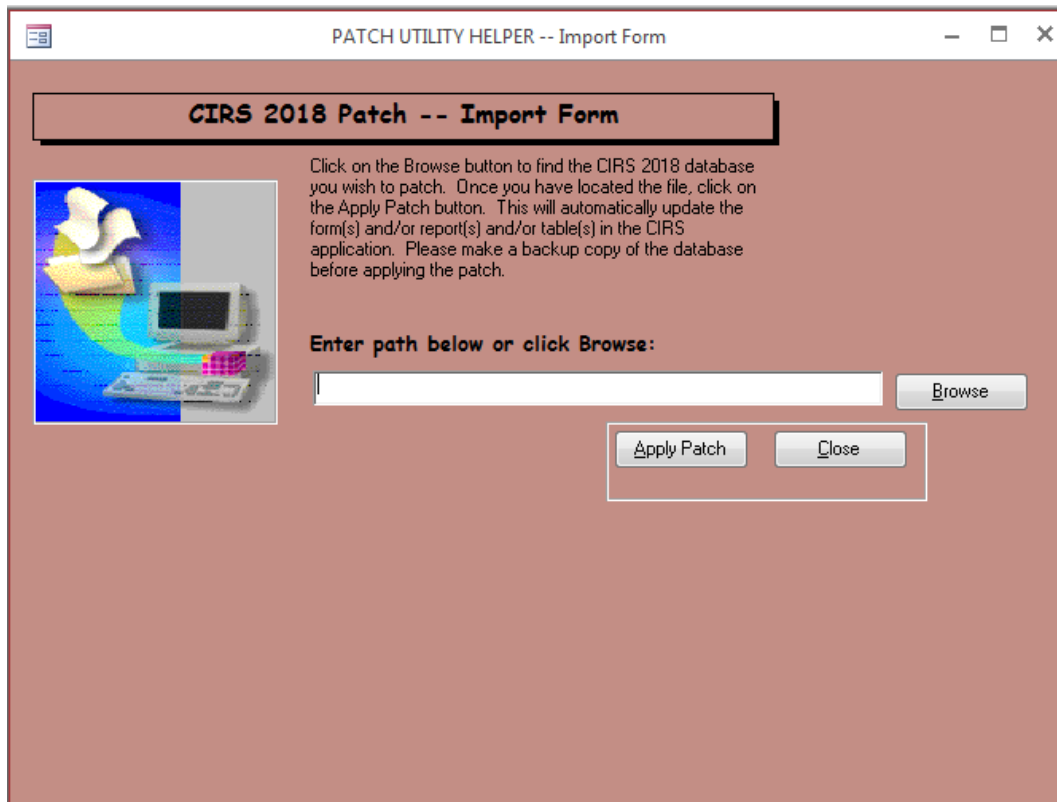 PATCH UTILITY HELPER -- Import Form
CIRS 2018 Patch -- Import Form
Click on the Browse button to find the CIRS 2018 database
you wish to patch.  Once you have located the file, click on
the Apply Patch button.  This will automatically update the
form(s) and/or report(s) and/or table(s) in the CIRS
application.  Please make a backup copy of the database
before applying the patch.
Enter path below or click Browse:
Browse
Apply Patch
Close